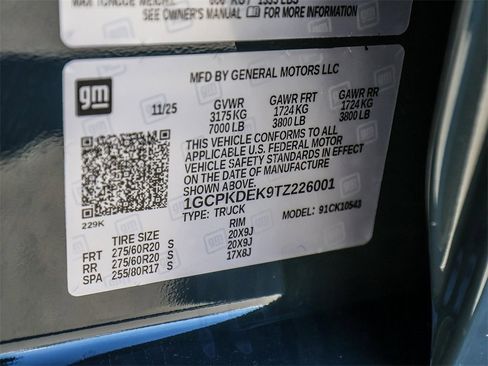 SEE OWNER'S MANUAL FOR MORE INFORMATION
gm
MFD BY GENERAL MOTORS LLC
11/25 GVWR GAWR FRT GAWR RR
3175 KG 1724 KG 1724 KG
7000 LB 3800 LB 3800 LB
THIS VEHICLE CONFORMS TO ALL
APPLICABLE U.S. FEDERAL MOTOR
VEHICLE SAFETY STANDARDS IN EFFECT
ON THE DATE OF MANUFACTURE SHOWN ABOVE.
1GCPKDEK9TZ226001
TYPE: TRUCK MODEL: 91CK10543
229K
TIRE SIZE RIM
FRT 275/60R20 S 20X9J
RR 275/60R20 S 20X9J
SPA 255/80R17 S 17X8J